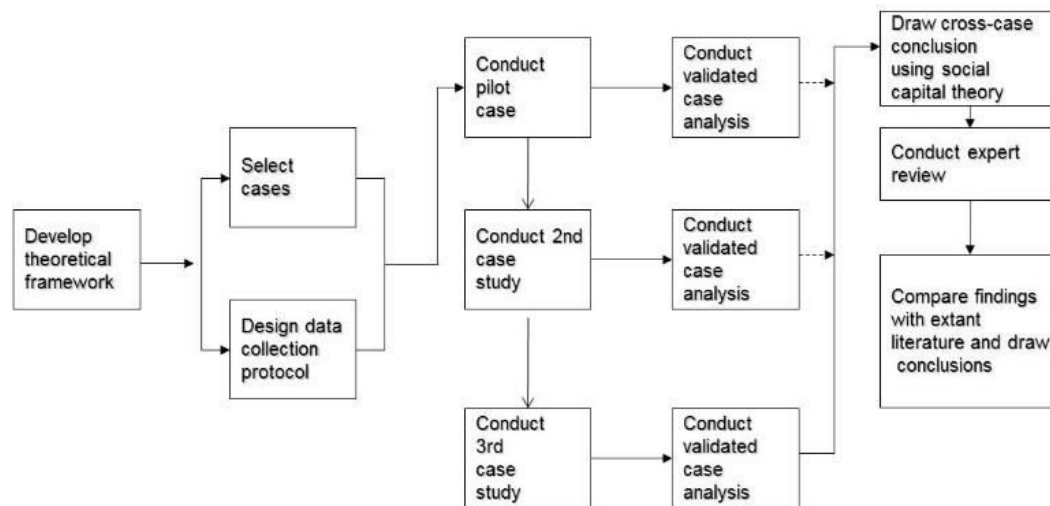 Develop
theoretical
framework
Select
cases
Design data
collection
protocol
Conduct
pilot
case
Conduct 2nd
case
study
Conduct
3rd
case
study
Conduct
validated
case
analysis
Conduct
validated
case
analysis
Conduct
validated
case
analysis
Draw cross-case
conclusion
using social
capital theory
Conduct expert
review
Compare findings
with extant
literature and draw
conclusions